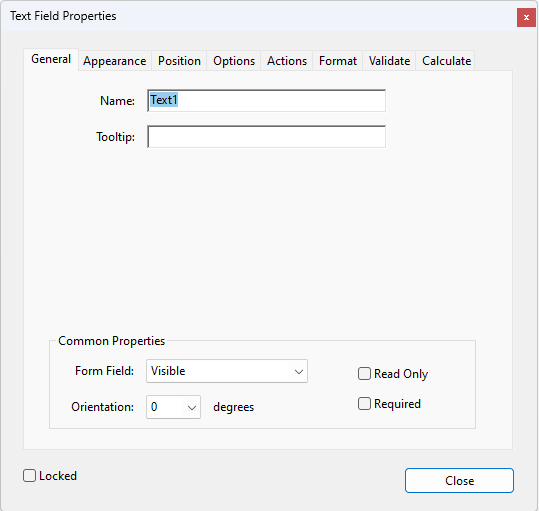 Text Field Properties
x
General Appearance Position Options Actions Format Validate Calculate
Name: Text1
Tooltip:
Common Properties
Form Field: Visible
Read Only
Orientation: 0 degrees
Required
Locked
Close